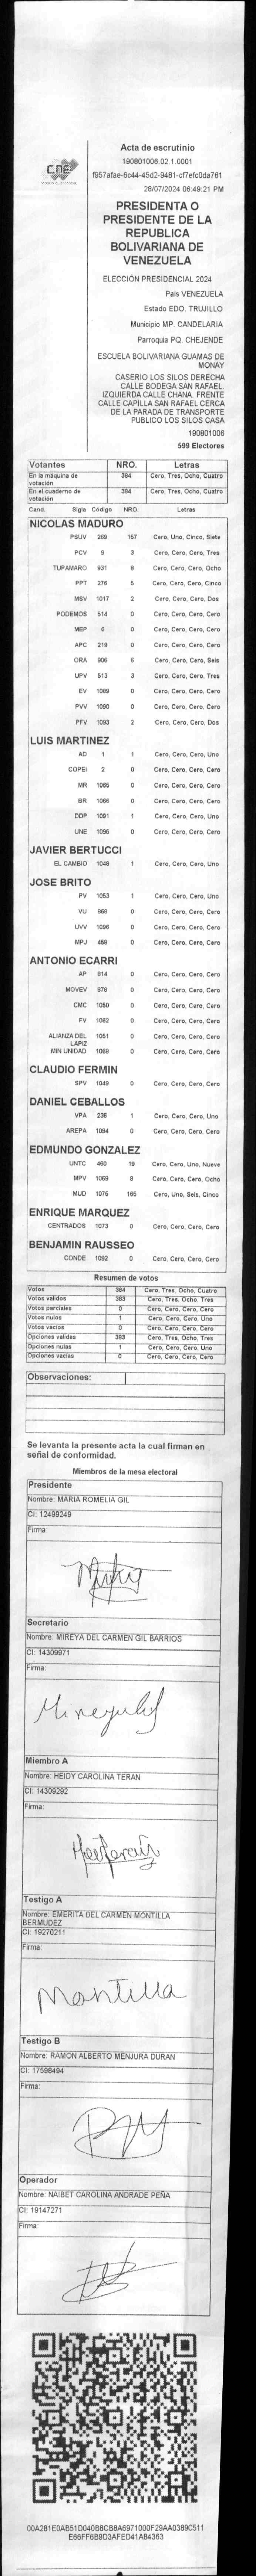 CNE
Acta de escrutinio
190801006.02.1.0001
f957afae-6c44-45d2-9481-cf7efc0da761
28/07/2024 06:49:21 PM
PRESIDENTA O
PRESIDENTE DE LA
REPUBLICA
BOLIVARIANA DE
VENEZUELA
ELECCIÓN PRESIDENCIAL 2024
País VENEZUELA
Estado EDO. TRUJILLO
Municipio MP. CANDELARIA
Parroquia PQ. CHEJENDE
ESCUELA BOLIVARIANA GUAMAS DE
MONAY
CASERIO LOS SILOS DERECHA
CALLE BODEGA SAN RAFAEL.
IZQUIERDA CALLE CHANA. FRENTE
CALLE CAPILLA SAN RAFAEL CERCA
DE LA PARADA DE TRANSPORTE
PUBLICO LOS SILOS CASA
190801006
599 Electores
Votantes NRO. Letras
En la máquina de votación 384 Cero, Tres, Ocho, Cuatro
En el cuaderno de votación 384 Cero, Tres, Ocho, Cuatro
Cand. Sigla Código NRO. Letras
NICOLAS MADURO
PSUV 269 157 Cero, Uno, Cinco, Siete
PCV 3 Cero, Cero, Cero, Tres
TUPAMARO 931 8 Cero, Cero, Cero, Ocho
PPT 276 5 Cero, Cero, Cero, Cinco
MSV 1017 2 Cero, Cero, Cero, Dos
PODEMOS 514 0 Cero, Cero, Cero, Cero
MEP 6 0 Cero, Cero, Cero, Cero
APC 219 0 Cero, Cero, Cero, Cero
ORA 906 6 Cero, Cero, Cero, Seis
UPV 513 3 Cero, Cero, Cero, Tres
EV 1089 0 Cero, Cero, Cero, Cero
PVV 1090 0 Cero, Cero, Cero, Cero
PFV 1093 2 Cero, Cero, Cero, Dos
LUIS MARTINEZ
AD 1 1 Cero, Cero, Cero, Uno
COPEI 2 0 Cero, Cero, Cero, Cero
MR 1065 0 Cero, Cero, Cero, Cero
BR 1066 0 Cero, Cero, Cero, Cero
DDP 1091 1 Cero, Cero, Cero, Uno
UNE 1095 0 Cero, Cero, Cero, Cero
JAVIER BERTUCCI
EL CAMBIO 1048 1 Cero, Cero, Cero, Uno
JOSE BRITO
PV 1053 1 Cero, Cero, Cero, Uno
VU 868 0 Cero, Cero, Cero, Cero
UVV 1096 0 Cero, Cero, Cero, Cero
MPJ 458 0 Cero, Cero, Cero, Cero
ANTONIO ECARRI
AP 814 0 Cero, Cero, Cero, Cero
MOVEV 978 0 Cero, Cero, Cero, Cero
CMC 1050 0 Cero, Cero, Cero, Cero
FV 1062 0 Cero, Cero, Cero, Cero
ALIANZA DEL LAPIZ 1051 0 Cero, Cero, Cero, Cero
MIN UNIDAD 1069 0 Cero, Cero, Cero, Cero
CLAUDIO FERMIN
SPV 1049 0 Cero, Cero, Cero, Cero
DANIEL CEBALLOS
VPA 236 1 Cero, Cero, Cero, Uno
AREPA 1094 0 Cero, Cero, Cero, Cero
EDMUNDO GONZALEZ
UNTC 460 19 Cero, Cero, Uno, Nueve
MPV 8 Cero, Cero, Cero, Ocho
MUD 1075 165 Cero, Uno, Seis, Cinco
ENRIQUE MARQUEZ
CENTRADOS 1073 0 Cero, Cero, Cero, Cero
BENJAMIN RAUSSEO
CONDE 1092 0 Cero, Cero, Cero, Cero
Resumen de votos
Votos 384 Cero, Tres, Ocho, Cuatro
Votos validos 383 Cero, Tres, Ocho, Tres
Votos parciales 0 Cero, Cero, Cero, Cero
Votos nulos 1 Cero, Cero, Cero, Uno
Votos vacios 0 Cero, Cero, Cero, Cero
Opciones validas 383 Cero, Tres, Ocho, Tres
Opciones nulas 1 Cero, Cero, Cero, Uno
Opciones vacias 0 Cero, Cero, Cero, Cero
Observaciones:
Se levanta la presente acta la cual firman en
señal de conformidad.
Miembros de la mesa electoral
Presidente
Nombre: MARIA ROMELIA GIL
CI: 12499249
Firma:
Secretario
Nombre: MIREYA DEL CARMEN GIL BARRIOS
CI: 14309971
Firma:
Miembro A
Nombre: HEIDY CAROLINA TERAN
CI: 14309292
Firma:
Testigo A
Nombre: EMERITA DEL CARMEN MONTILLA
BERMUDEZ
CI: 19270211
Firma:
Montilla
Testigo B
Nombre: RAMON ALBERTO MENJURA DURAN
CI: 17598494
Firma:
Operador
Nombre: NAIBET CAROLINA ANDRADE PEÑA
CI: 19147271
Firma:
00A281E0AB51D040B8CB8A6971000F29AA0389C511
E66FF6B9D3AFED41A84363